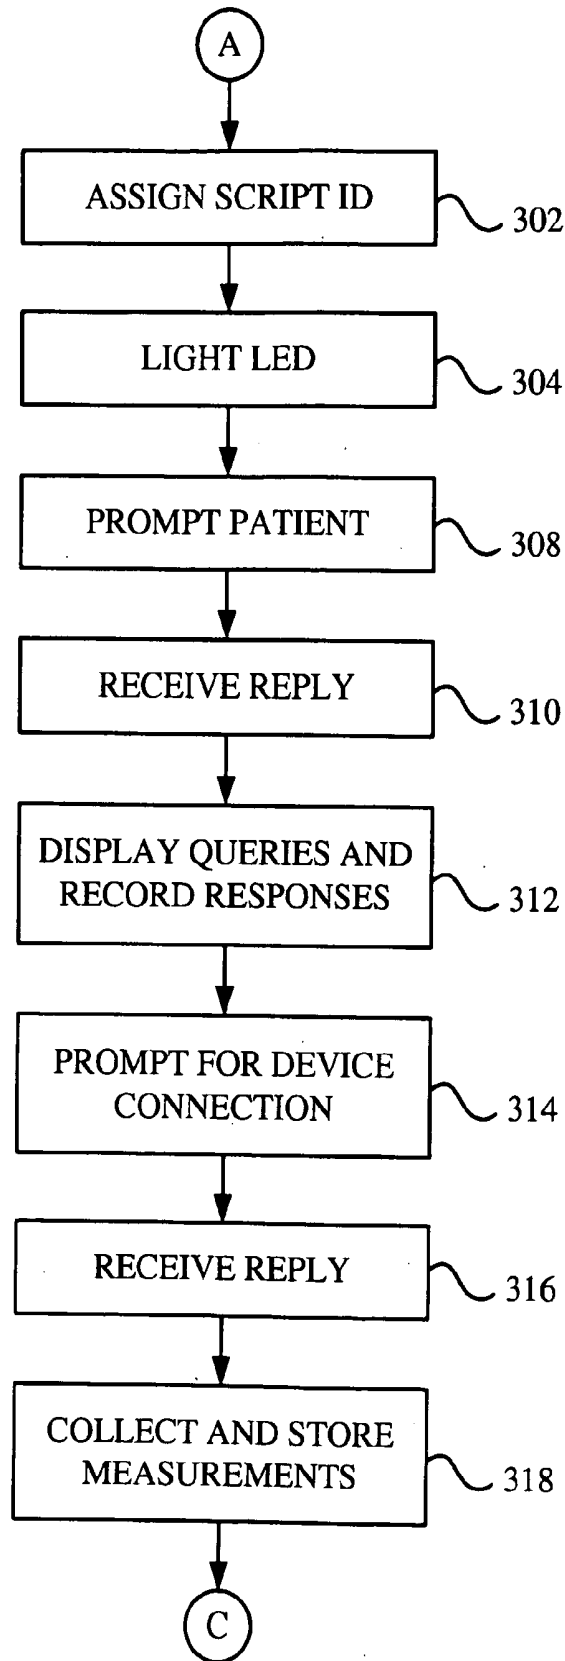 A
ASSIGN SCRIPT ID
302
LIGHT LED
304
PROMPT PATIENT
308
RECEIVE REPLY
310
DISPLAY QUERIES AND
RECORD RESPONSES
312
PROMPT FOR DEVICE
CONNECTION
314
RECEIVE REPLY
316
COLLECT AND STORE
MEASUREMENTS
318
C